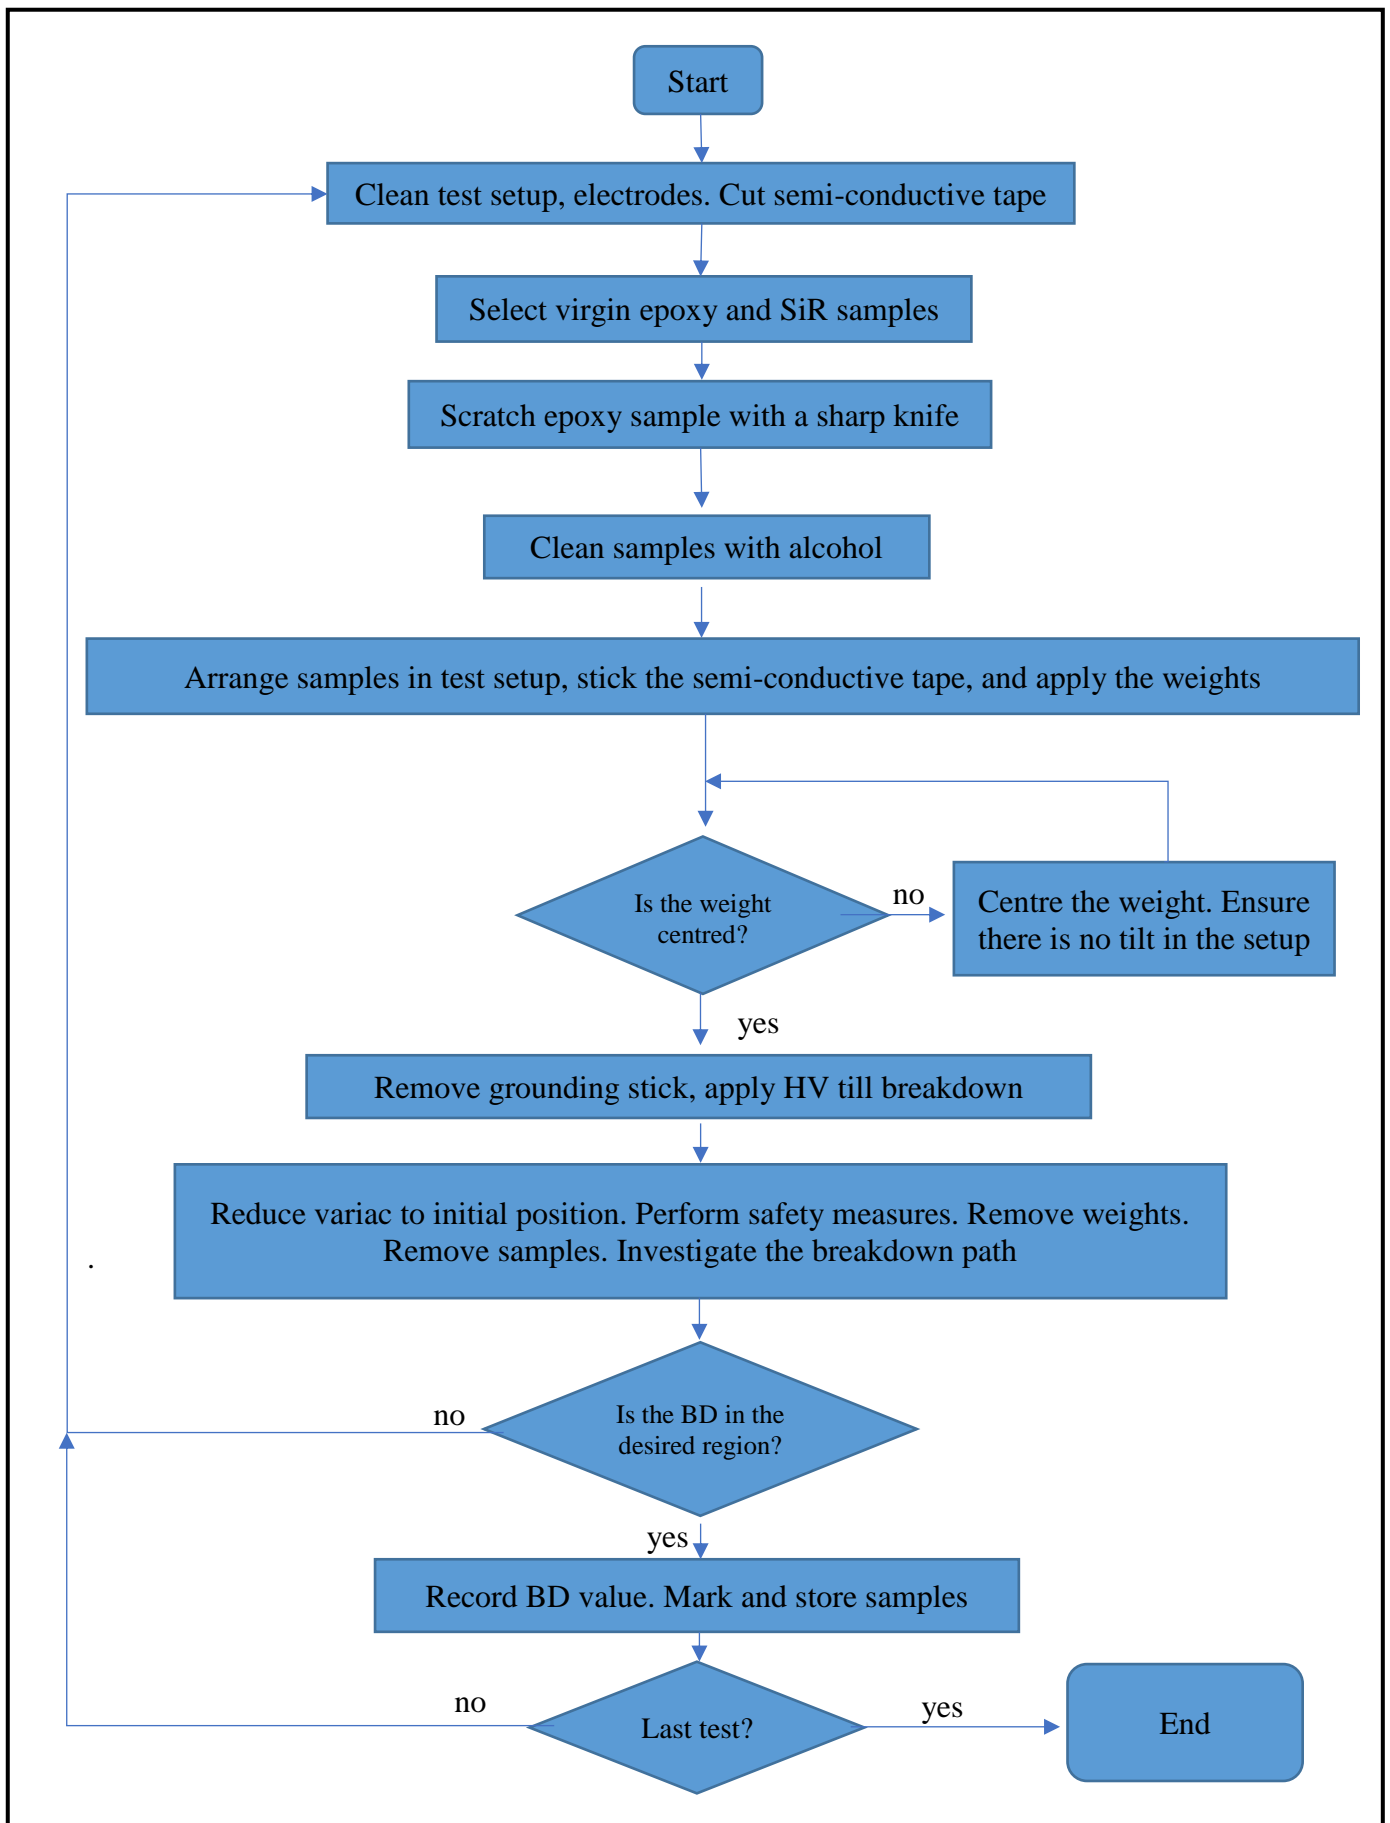 Start
Clean test setup, electrodes. Cut semi-conductive tape
Select virgin epoxy and SiR samples
Scratch epoxy sample with a sharp knife
Clean samples with alcohol
Arrange samples in test setup, stick the semi-conductive tape, and apply the weights
Is the weight
centred?
no
Centre the weight. Ensure
there is no tilt in the setup
yes
Remove grounding stick, apply HV till breakdown
Reduce variac to initial position. Perform safety measures. Remove weights.
Remove samples. Investigate the breakdown path
.
Is the BD in the
desired region?
no
yes
Record BD value. Mark and store samples
Last test?
no
yes
End